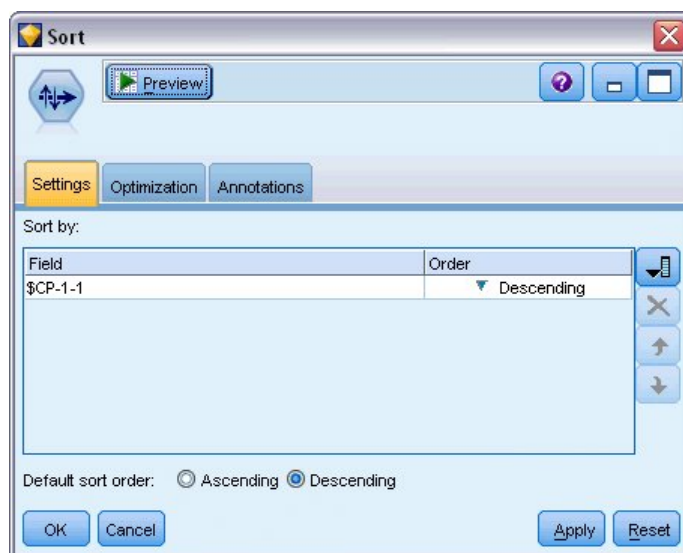 Sort
Preview
Settings Optimization Annotations
Sort by:
Field Order
$CP-1-1 Descending
Default sort order: Ascending Descending
OK Cancel Apply Reset